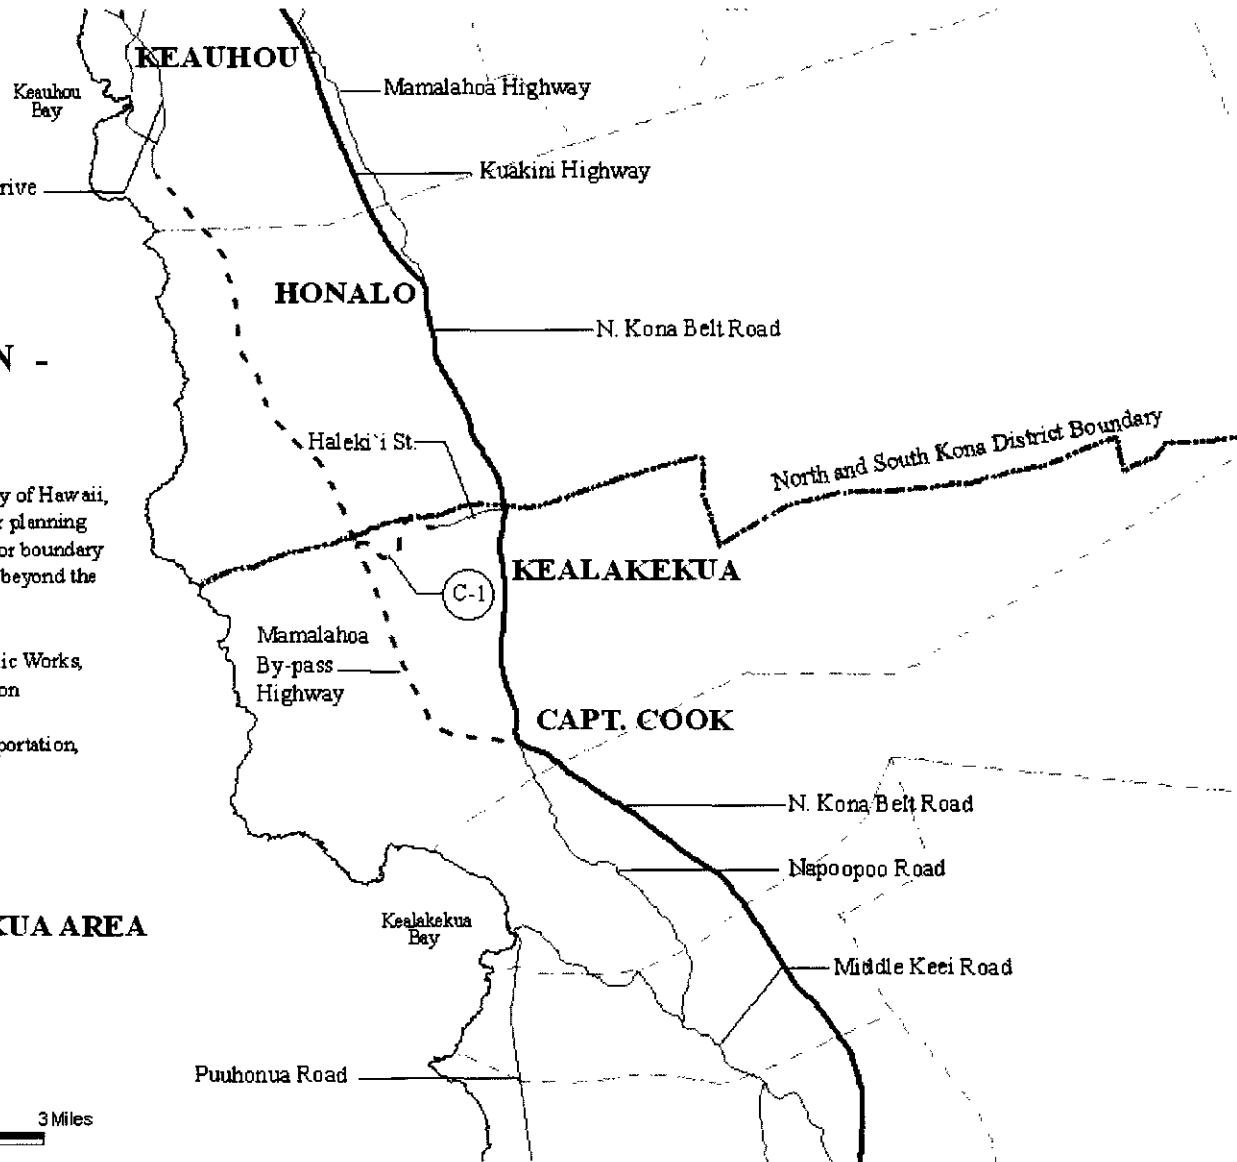 KEAUHOU
Mamalahoa Highway
Keauhou
Bay
Kuakini Highway
rive
HONALO
N. Kona Belt Road
N -
Haleki`i St.
North and South Kona District Boundary
y of Hawaii,
planning
or boundary
beyond the
KEALAKEKUA
C-1
Mamalahoa
By-pass
Highway
ic Works,
on
CAPT. COOK
portation,
N. Kona Belt Road
Napoopoo Road
KUA AREA
Kealakekua
Bay
Middle Keei Road
Puuhonua Road
3 Miles